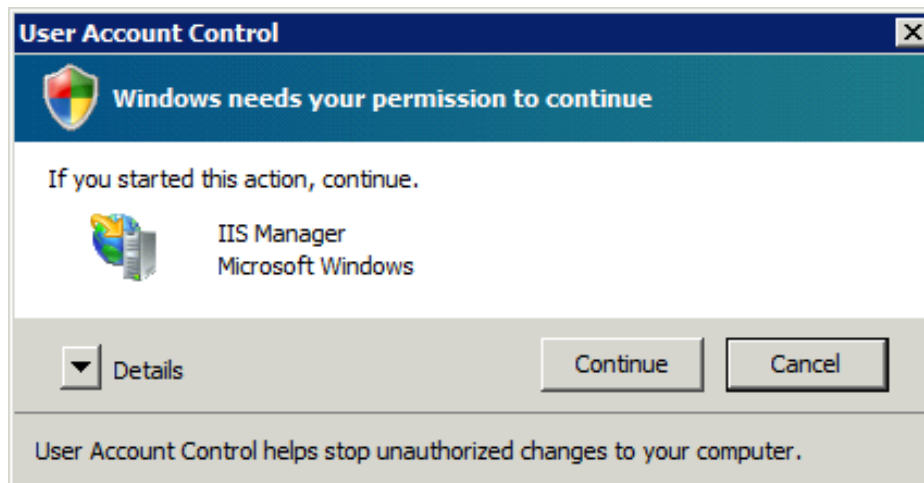 User Account Control
Windows needs your permission to continue
If you started this action, continue.
IIS Manager
Microsoft Windows
Details
Continue
Cancel
User Account Control helps stop unauthorized changes to your computer.